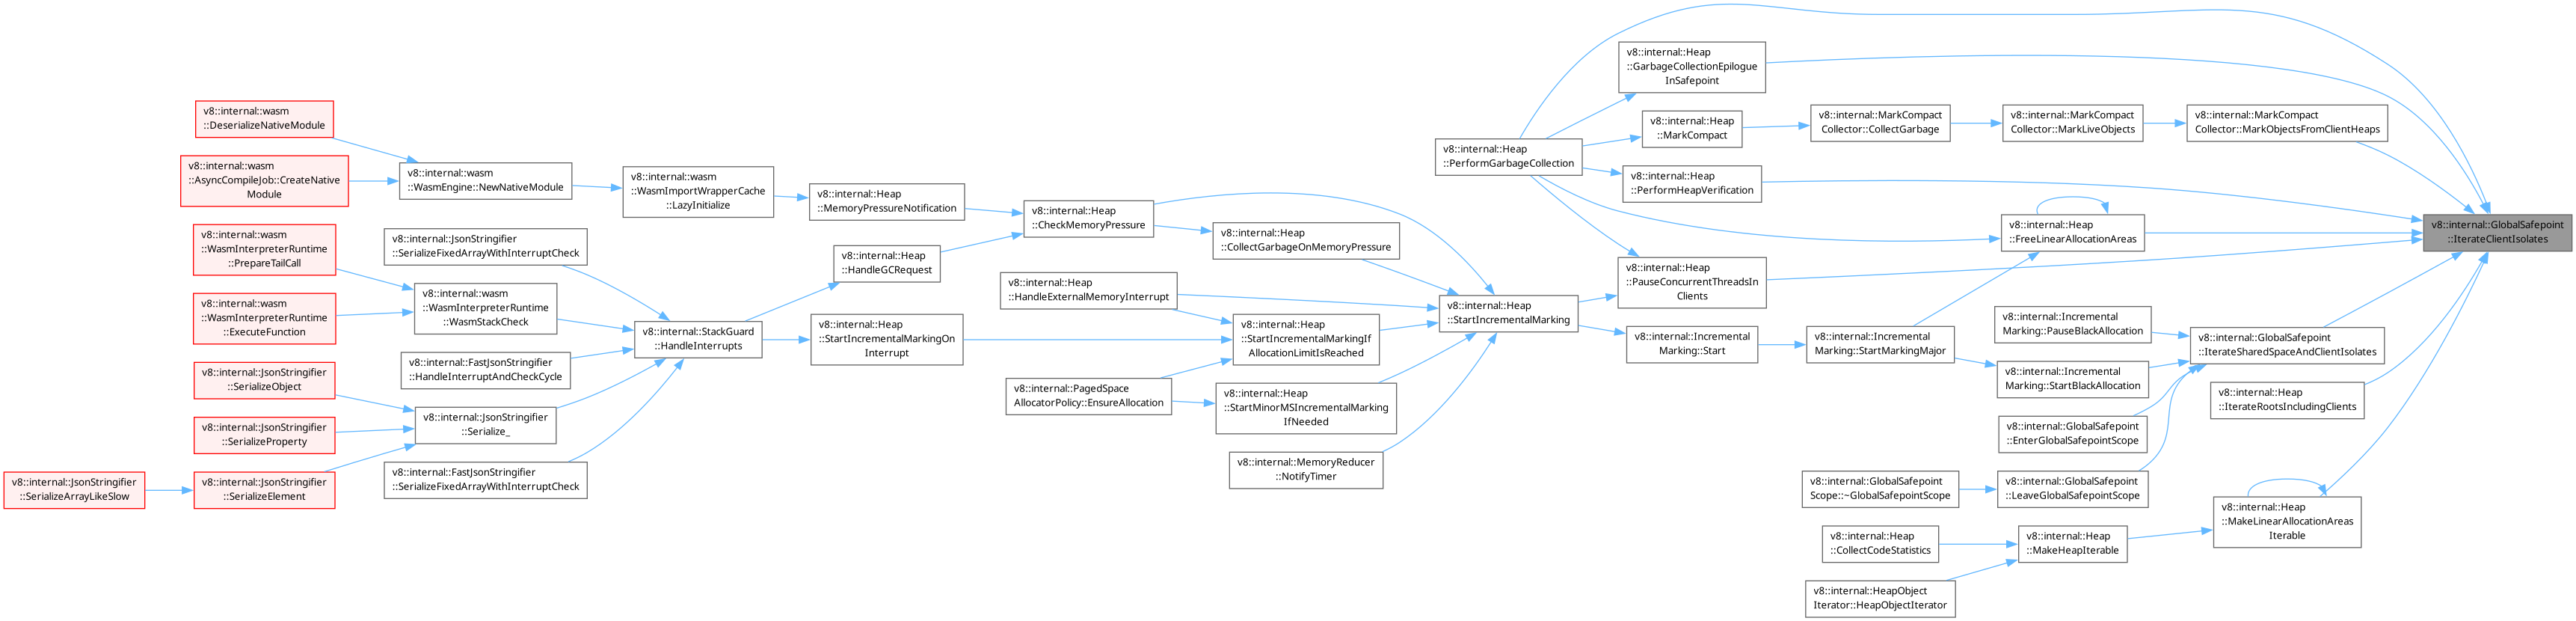 v8::internal::GlobalSafepoint
::IterateClientIsolates
v8::internal::Heap
::GarbageCollectionEpilogue
InSafepoint
v8::internal::Heap
::PerformGarbageCollection
v8::internal::Heap
::MarkCompact
v8::internal::MarkCompact
Collector::CollectGarbage
v8::internal::MarkCompact
Collector::MarkLiveObjects
v8::internal::MarkCompact
Collector::MarkObjectsFromClientHeaps
v8::internal::Heap
::PerformHeapVerification
v8::internal::Heap
::FreeLinearAllocationAreas
v8::internal::Heap
::PauseConcurrentThreadsIn
Clients
v8::internal::Heap
::StartIncrementalMarking
v8::internal::Incremental
Marking::Start
v8::internal::Incremental
Marking::StartMarkingMajor
v8::internal::Incremental
Marking::PauseBlackAllocation
v8::internal::Incremental
Marking::StartBlackAllocation
v8::internal::GlobalSafepoint
::IterateSharedSpaceAndClientIsolates
v8::internal::Heap
::IterateRootsIncludingClients
v8::internal::GlobalSafepoint
::EnterGlobalSafepointScope
v8::internal::GlobalSafepoint
::LeaveGlobalSafepointScope
v8::internal::GlobalSafepoint
Scope::~GlobalSafepointScope
v8::internal::Heap
::MakeLinearAllocationAreas
Iterable
v8::internal::Heap
::MakeHeapIterable
v8::internal::Heap
::CollectCodeStatistics
v8::internal::HeapObject
Iterator::HeapObjectIterator
v8::internal::Heap
::CheckMemoryPressure
v8::internal::Heap
::CollectGarbageOnMemoryPressure
v8::internal::Heap
::HandleExternalMemoryInterrupt
v8::internal::Heap
::StartIncrementalMarkingIf
AllocationLimitIsReached
v8::internal::PagedSpace
AllocatorPolicy::EnsureAllocation
v8::internal::Heap
::StartMinorMSIncrementalMarking
IfNeeded
v8::internal::MemoryReducer
::NotifyTimer
v8::internal::Heap
::MemoryPressureNotification
v8::internal::Heap
::HandleGCRequest
v8::internal::Heap
::StartIncrementalMarkingOn
Interrupt
v8::internal::wasm
::WasmImportWrapperCache
::LazyInitialize
v8::internal::StackGuard
::HandleInterrupts
v8::internal::wasm
::WasmEngine::NewNativeModule
v8::internal::JsonStringifier
::SerializeFixedArrayWithInterruptCheck
v8::internal::wasm
::WasmInterpreterRuntime
::WasmStackCheck
v8::internal::FastJsonStringifier
::HandleInterruptAndCheckCycle
v8::internal::JsonStringifier
::Serialize_
v8::internal::FastJsonStringifier
::SerializeFixedArrayWithInterruptCheck
v8::internal::wasm
::DeserializeNativeModule
v8::internal::wasm
::AsyncCompileJob::CreateNative
Module
v8::internal::wasm
::WasmInterpreterRuntime
::PrepareTailCall
v8::internal::wasm
::WasmInterpreterRuntime
::ExecuteFunction
v8::internal::JsonStringifier
::SerializeObject
v8::internal::JsonStringifier
::SerializeProperty
v8::internal::JsonStringifier
::SerializeElement
v8::internal::JsonStringifier
::SerializeArrayLikeSlow